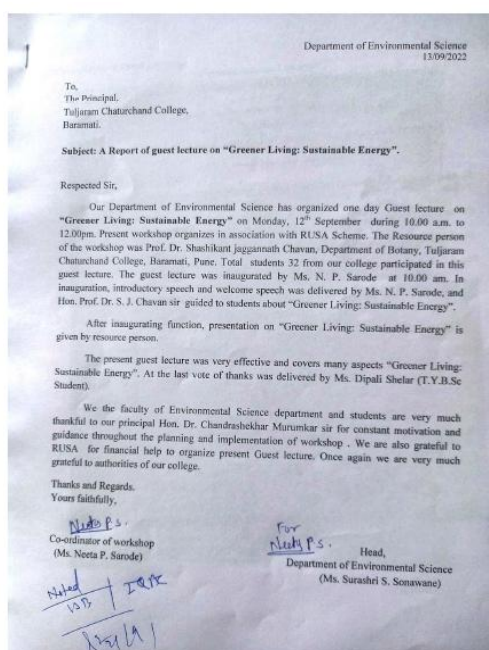 Department of Environmental Science
13/09/2022
To,
The Principal,
Tuljaram Chaturchand College,
Baramati.
Subject: A Report of guest lecture on “Greener Living: Sustainable Energy”.
Respected Sir,
Our Department of Environmental Science has organized one day Guest lecture on
“Greener Living: Sustainable Energy” on Monday, 12th September during 10.00 a.m. to
12.00pm. Present workshop organizes in association with RUSA Scheme. The Resource person
of the workshop was Prof. Dr. Shashikant jaggannath Chavan, Department of Botany, Tuljaram
Chaturchand College, Baramati, Pune. Total students 32 from our college participated in this
guest lecture. The guest lecture was inaugurated by Ms. N. P. Sarode at 10.00 am. In
inauguration, introductory speech and welcome speech was delivered by Ms. N. P. Sarode, and
Hon. Prof. Dr. S. J. Chavan sir guided to students about “Greener Living: Sustainable Energy”.
After inaugurating function, presentation on “Greener Living: Sustainable Energy” is
given by resource person.
The present guest lecture was very effective and covers many aspects “Greener Living:
Sustainable Energy”. At the last vote of thanks was delivered by Ms. Dipali Shelar (T.Y.B.Sc
Student).
We the faculty of Environmental Science department and students are very much
thankful to our principal Hon. Dr. Chandrashekhar Murumkar sir for constant motivation and
guidance throughout the planning and implementation of workshop . We are also grateful to
RUSA for financial help to organize present Guest lecture. Once again we are very much
grateful to authorities of our college.
Thanks and Regards.
Yours faithfully,
Neeta P.S.
Co-ordinator of workshop
(Ms. Neeta P. Sarode)
For
Neeta P S.
Head,
Department of Environmental Science
(Ms. Surashri S. Sonawane)
Noted
IQAC